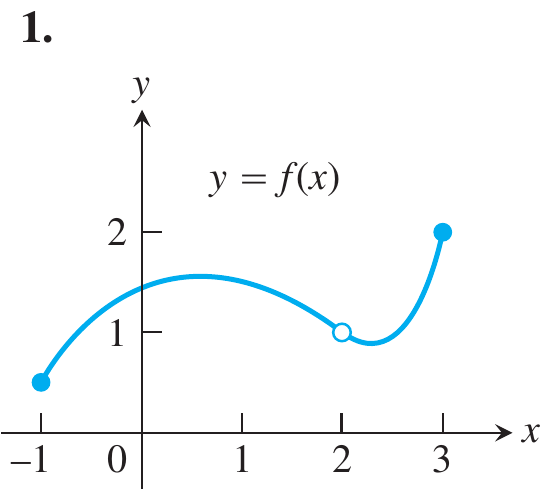 1.
y
y = f(x)
2
1
x
–1 0 1 2 3